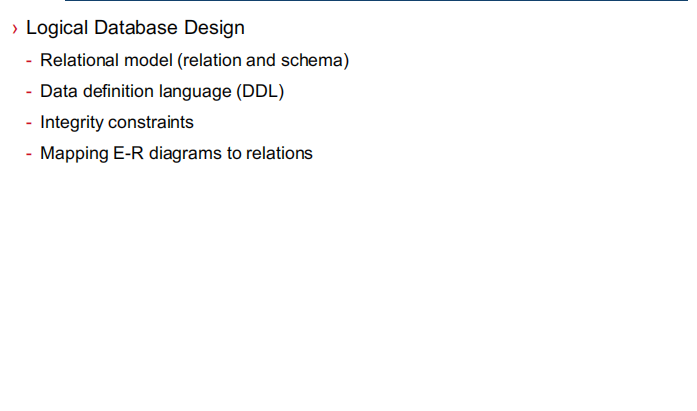 › Logical Database Design
- Relational model (relation and schema)
- Data definition language (DDL)
- Integrity constraints
- Mapping E-R diagrams to relations